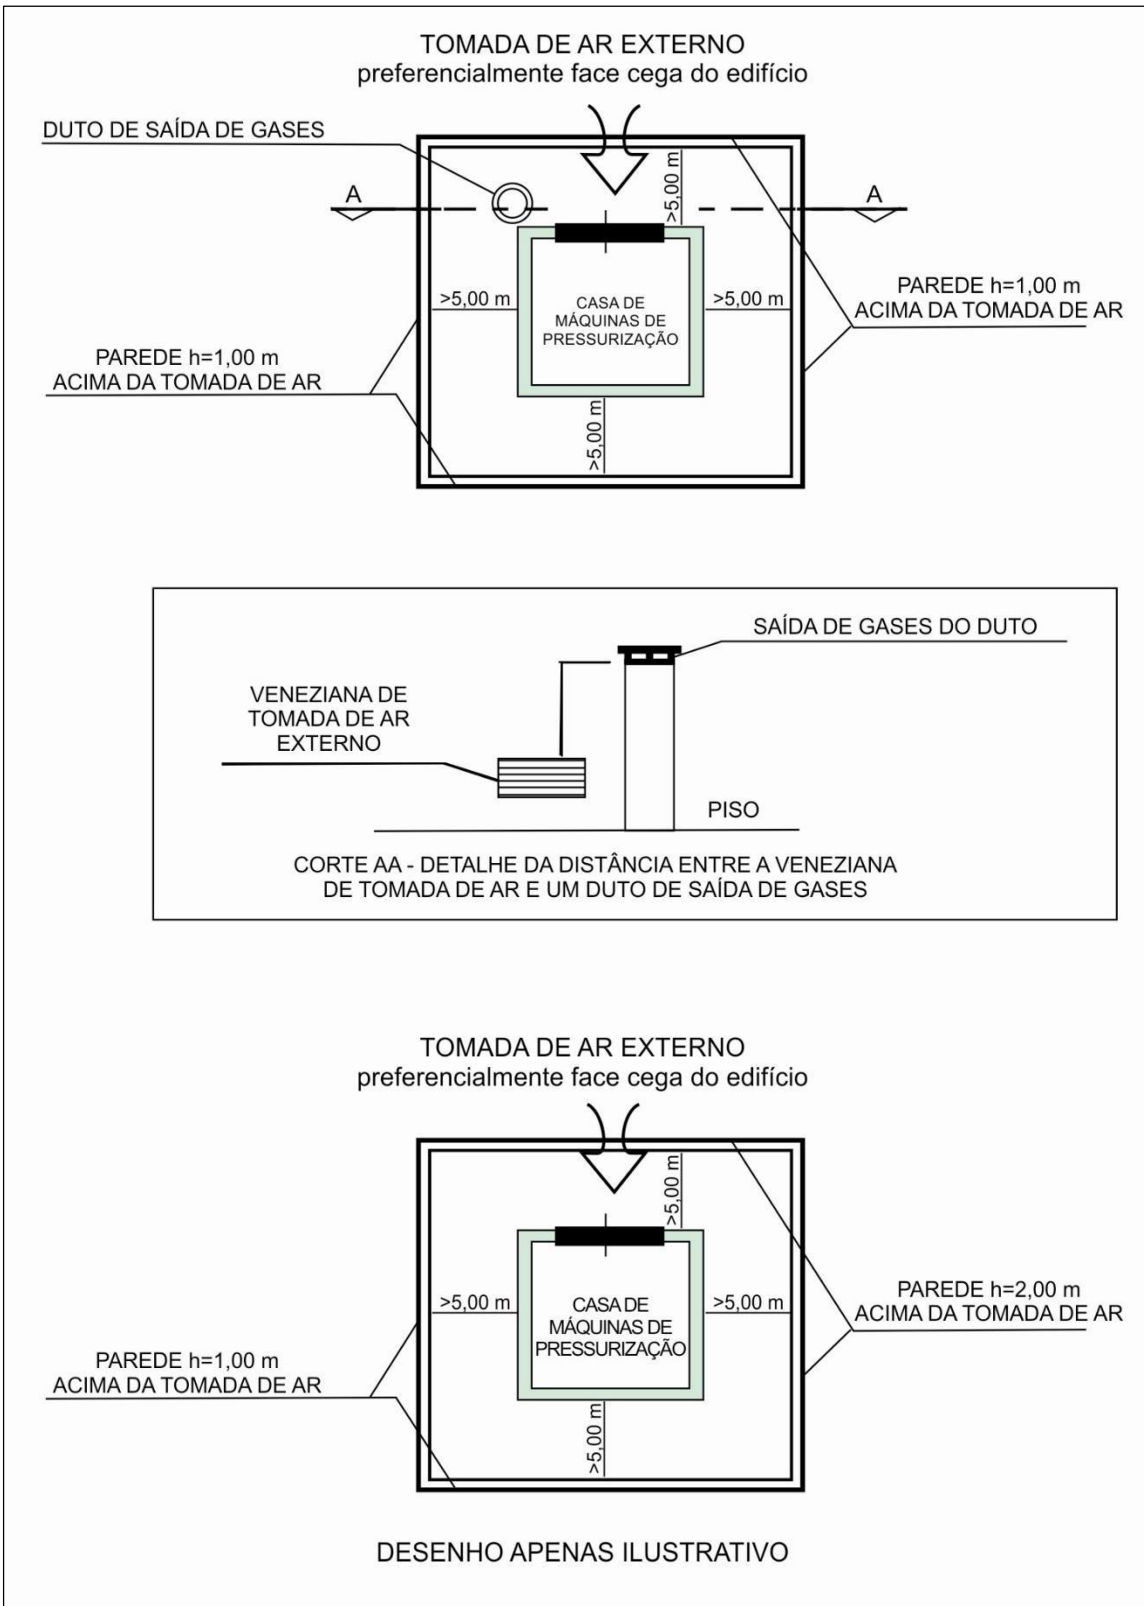 TOMADA DE AR EXTERNO
preferencialmente face cega do edifício
DUTO DE SAÍDA DE GASES
A
A
>5,00 m
>5,00 m
>5,00 m
CASA DE
MÁQUINAS DE
PRESSURIZAÇÃO
PAREDE h=1,00 m
ACIMA DA TOMADA DE AR
PAREDE h=1,00 m
ACIMA DA TOMADA DE AR
>5,00 m
SAÍDA DE GASES DO DUTO
VENEZIANA DE
TOMADA DE AR
EXTERNO
PISO
CORTE AA - DETALHE DA DISTÂNCIA ENTRE A VENEZIANA
DE TOMADA DE AR E UM DUTO DE SAÍDA DE GASES
TOMADA DE AR EXTERNO
preferencialmente face cega do edifício
>5,00 m
>5,00 m
>5,00 m
CASA DE
MÁQUINAS DE
PRESSURIZAÇÃO
PAREDE h=2,00 m
ACIMA DA TOMADA DE AR
PAREDE h=1,00 m
ACIMA DA TOMADA DE AR
>5,00 m
DESENHO APENAS ILUSTRATIVO